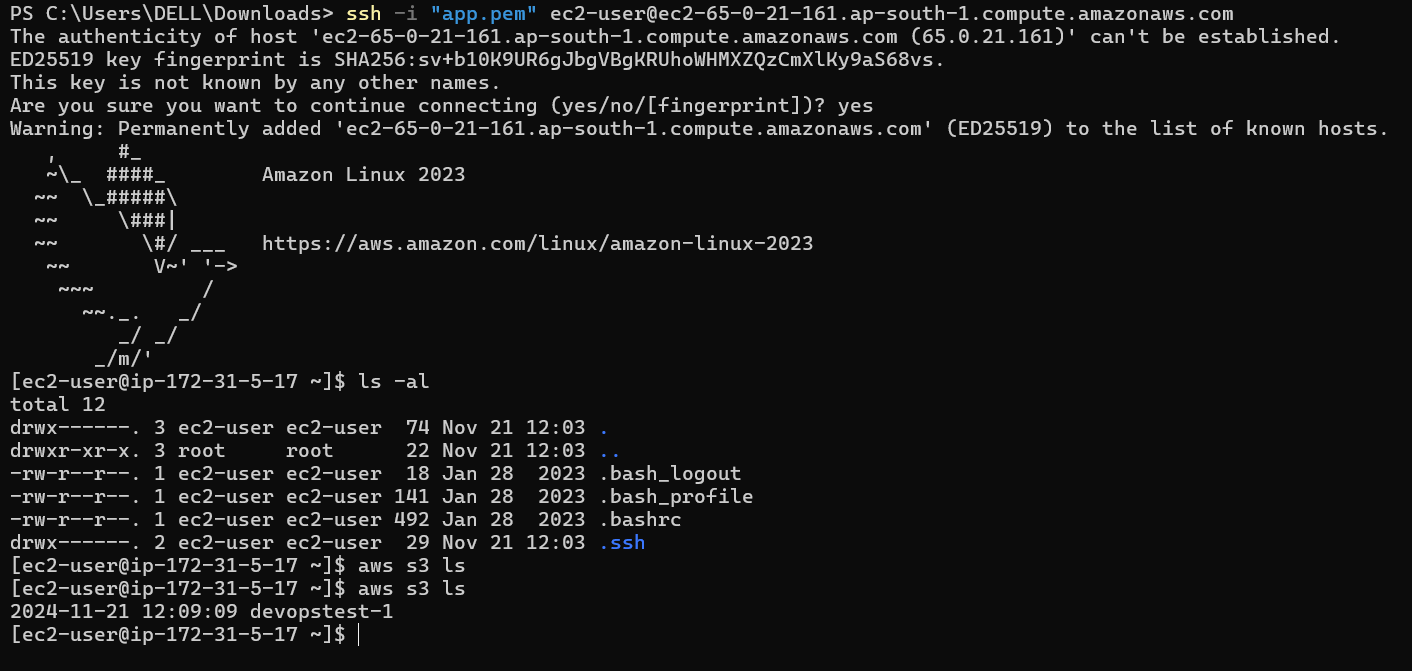 PS C:\Users\DELL\Downloads> ssh -i "app.pem" ec2-user@ec2-65-0-21-161.ap-south-1.compute.amazonaws.com
The authenticity of host 'ec2-65-0-21-161.ap-south-1.compute.amazonaws.com (65.0.21.161)' can't be established.
ED25519 key fingerprint is SHA256:sv+b10K9UR6gJbgVBgKRUhoWHMXZQzCmXlKy9aS68vs.
This key is not known by any other names.
Are you sure you want to continue connecting (yes/no/[fingerprint])? yes
Warning: Permanently added 'ec2-65-0-21-161.ap-south-1.compute.amazonaws.com' (ED25519) to the list of known hosts.
   ,     #_
   ~\_  ####_        Amazon Linux 2023
  ~~  \_#####\
  ~~     \###|
  ~~       \#/ ___   https://aws.amazon.com/linux/amazon-linux-2023
   ~~       V~' '->
    ~~~         /
      ~~._.   _/
         _/ _/
       _/m/'
[ec2-user@ip-172-31-5-17 ~]$ ls -al
total 12
drwx------. 3 ec2-user ec2-user  74 Nov 21 12:03 .
drwxr-xr-x. 3 root     root      22 Nov 21 12:03 ..
-rw-r--r--. 1 ec2-user ec2-user  18 Jan 28  2023 .bash_logout
-rw-r--r--. 1 ec2-user ec2-user 141 Jan 28  2023 .bash_profile
-rw-r--r--. 1 ec2-user ec2-user 492 Jan 28  2023 .bashrc
drwx------. 2 ec2-user ec2-user  29 Nov 21 12:03 .ssh
[ec2-user@ip-172-31-5-17 ~]$ aws s3 ls
[ec2-user@ip-172-31-5-17 ~]$ aws s3 ls
2024-11-21 12:09:09 devopstest-1
[ec2-user@ip-172-31-5-17 ~]$